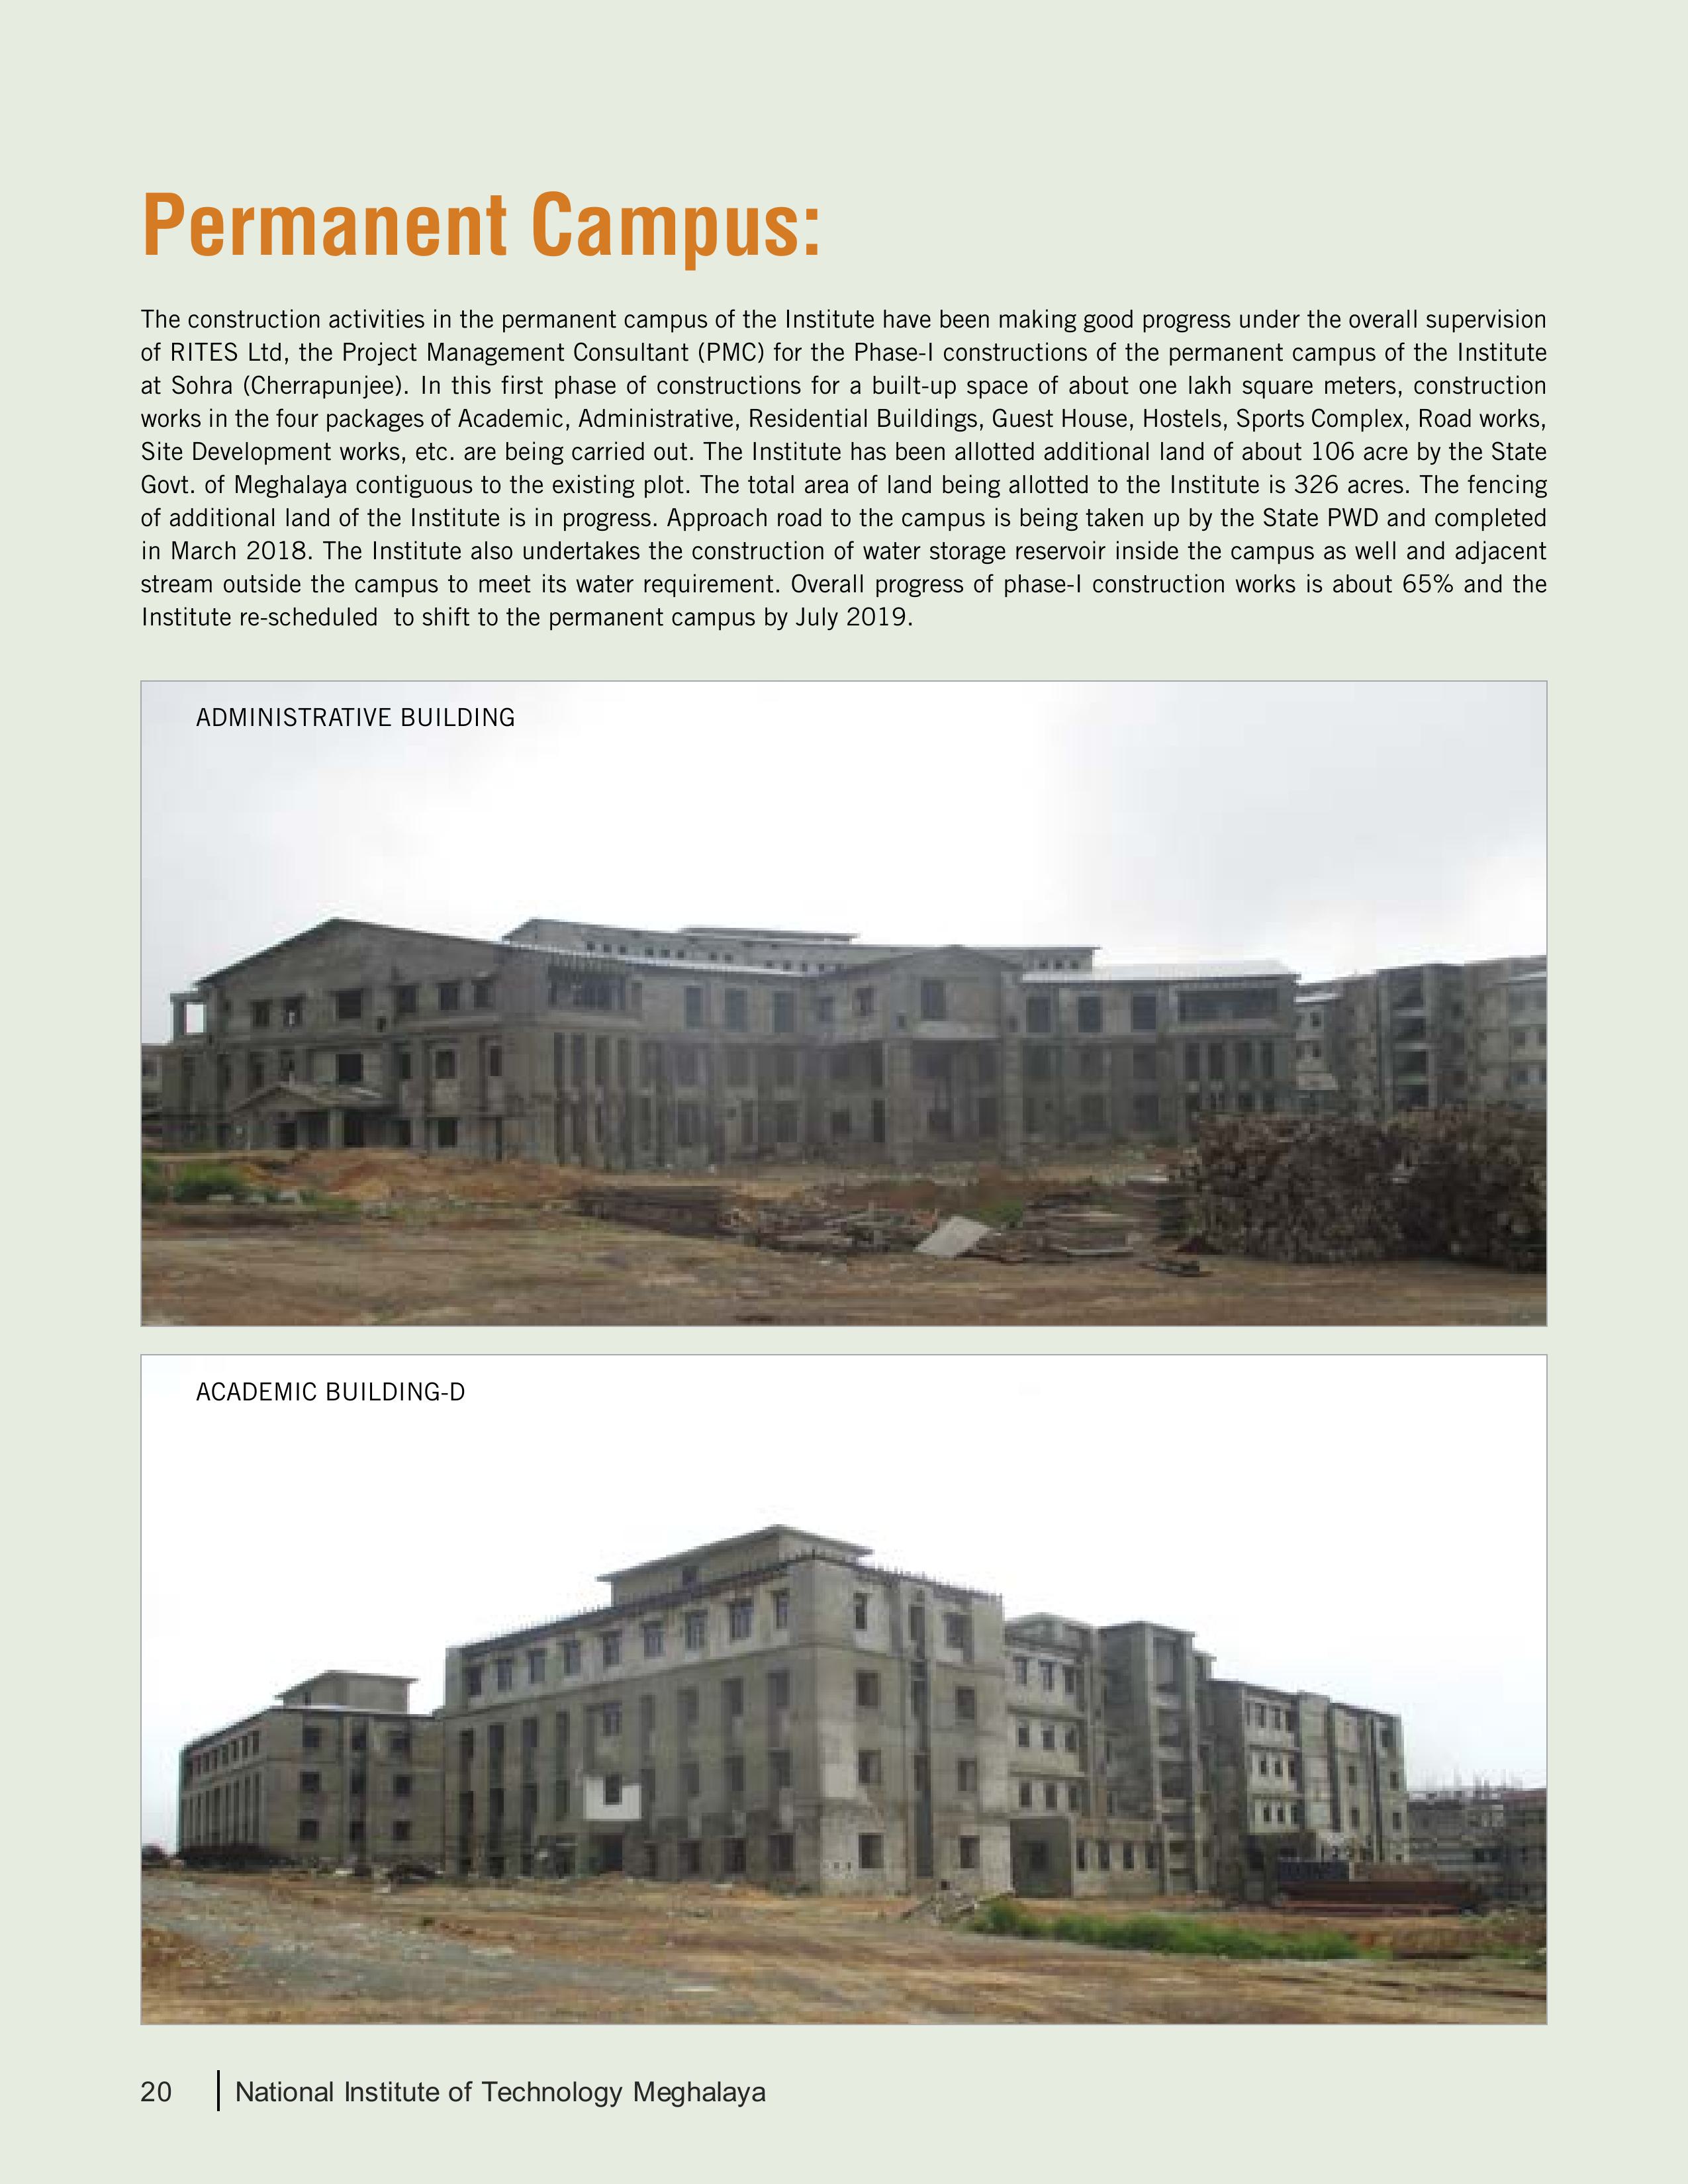 Permanent Campus:
The construction activities in the permanent campus of the Institute have been making good progress under the overall supervision
of RITES Ltd, the Project Management Consultant (PMC) for the Phase-I constructions of the permanent campus of the Institute
at Sohra (Cherrapunjee). In this first phase of constructions for a built-up space of about one lakh square meters, construction
works in the four packages of Academic, Administrative, Residential Buildings, Guest House, Hostels, Sports Complex, Road works,
Site Development works, etc. are being carried out. The Institute has been allotted additional land of about 106 acre by the State
Govt. of Meghalaya contiguous to the existing plot. The total area of land being allotted to the Institute is 326 acres. The fencing
of additional land of the Institute is in progress. Approach road to the campus is being taken up by the State PWD and completed
in March 2018. The Institute also undertakes the construction of water storage reservoir inside the campus as well and adjacent
stream outside the campus to meet its water requirement. Overall progress of phase-I construction works is about 65% and the
Institute re-scheduled  to shift to the permanent campus by July 2019.
ADMINISTRATIVE BUILDING
ACADEMIC BUILDING-D
20 | National Institute of Technology Meghalaya